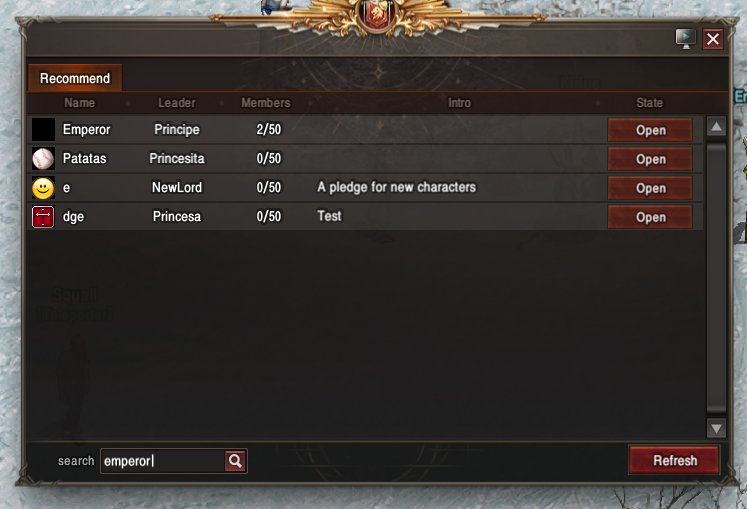 Recommend
Name Leader Members Intro State
Emperor Principe 2/50 Open
Patatas Princesita 0/50 Open
e NewLord 0/50 A pledge for new characters Open
dge Princesa 0/50 Test Open
search emperor Refresh